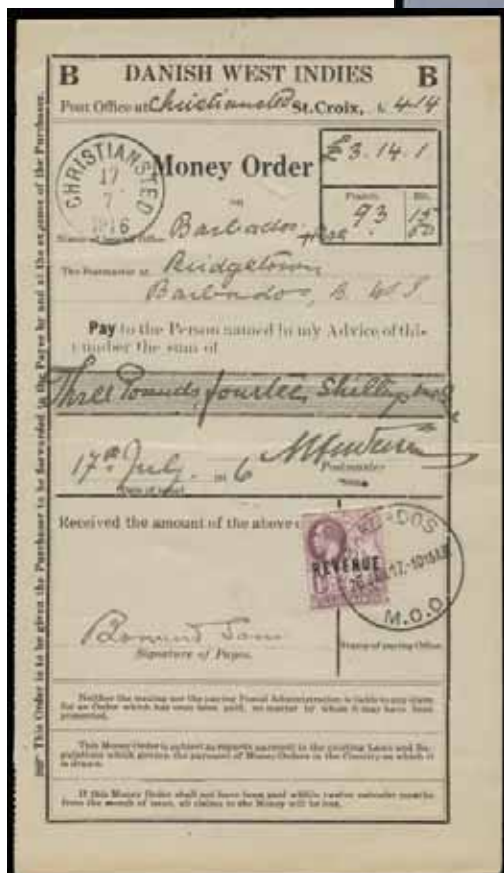 B DANISH WEST INDIES B
Post Office at Christiansted St. Croix, 414
CHRISTIANSTED
17
7
1916
Money Order
£3.14.1
Francs Bit.
93
on
Barbados
The Postmaster at Bridgetown
Barbados, B. W. I
Pay to the Person named in my Advice of this
number the sum of
Three Pounds, fourteen Shillings
17th July. 1916
Postmaster
Received the amount of the above
REVENUE
M.O.O.
Signature of Payee.
Stamp of paying Office.
Neither the issuing nor the paying Postal Administration is liable to any claim
for an Order which has once been paid, no matter by whom it may have been
presented.
This Money Order is subject as regards payment to the existing Laws and Re-
gulations which govern the payment of Money Orders in the Country on which it
is drawn.
If this Money Order shall not have been paid within twelve calendar months
from the month of issue, all claims to the Money will be lost.
This Order is to be given the Purchaser to be forwarded to the Payee by and at the expense of the Purchaser.